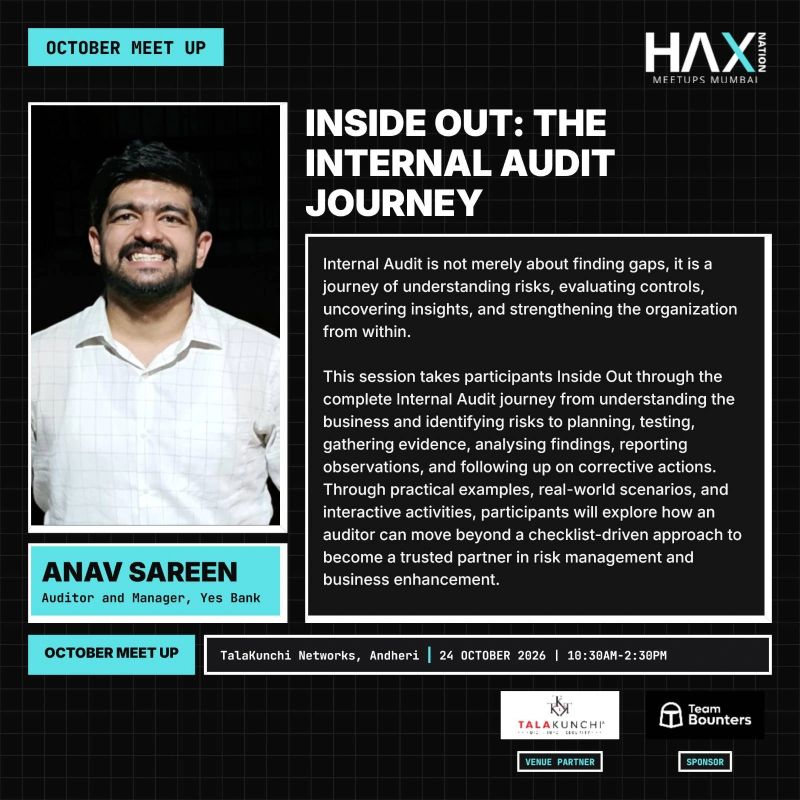 OCTOBER MEET UP
HAX NATION
MEETUPS MUMBAI
INSIDE OUT: THE
INTERNAL AUDIT
JOURNEY
Internal Audit is not merely about finding gaps, it is a
journey of understanding risks, evaluating controls,
uncovering insights, and strengthening the organization
from within.
This session takes participants Inside Out through the
complete Internal Audit journey from understanding the
business and identifying risks to planning, testing,
gathering evidence, analysing findings, reporting
observations, and following up on corrective actions.
Through practical examples, real-world scenarios, and
interactive activities, participants will explore how an
auditor can move beyond a checklist-driven approach to
become a trusted partner in risk management and
business enhancement.
ANAV SAREEN
Auditor and Manager, Yes Bank
OCTOBER MEET UP
TalaKunchi Networks, Andheri | 24 OCTOBER 2026 | 10:30AM-2:30PM
TALAKUNCHI
Team
Bounters
VENUE PARTNER
SPONSOR